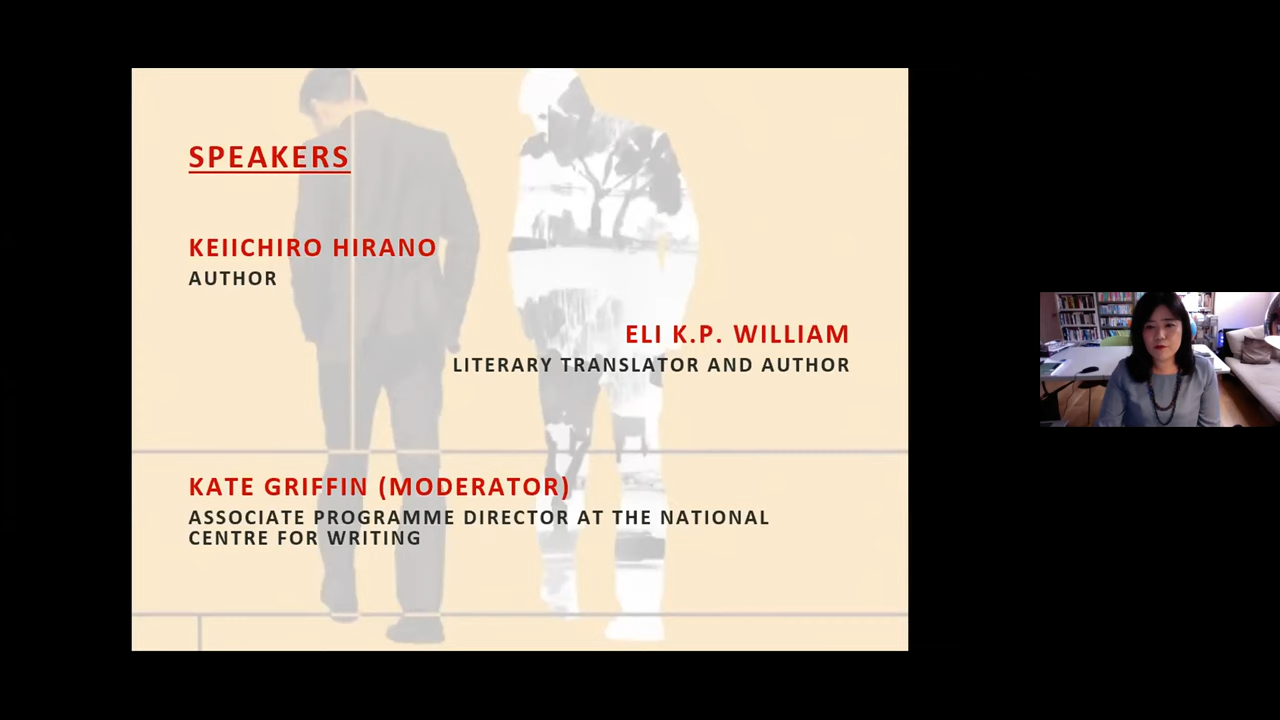 SPEAKERS
KEIICHIRO HIRANO
AUTHOR
ELI K.P. WILLIAM
LITERARY TRANSLATOR AND AUTHOR
KATE GRIFFIN (MODERATOR)
ASSOCIATE PROGRAMME DIRECTOR AT THE NATIONAL
CENTRE FOR WRITING